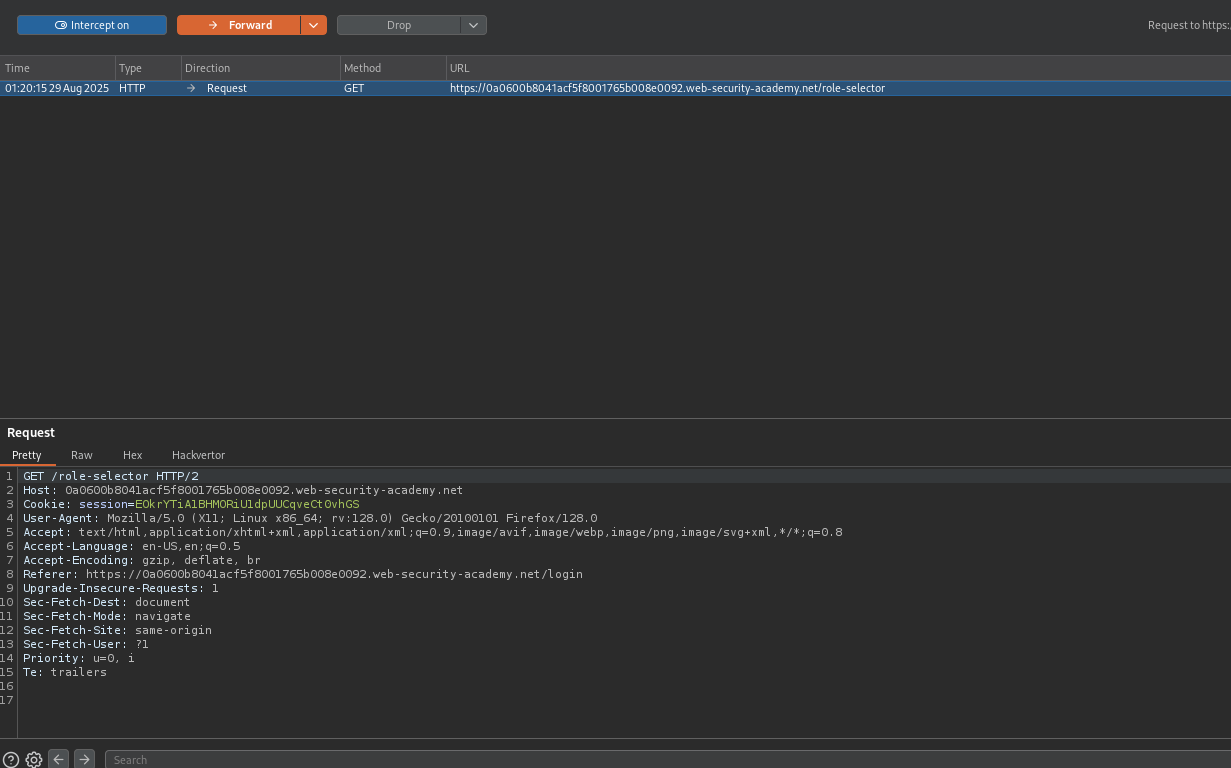 Intercept on Forward Drop Request to https:
Time Type Direction Method URL
01:20:15 29 Aug 2025 HTTP → Request GET https://0a0600b8041acf5f8001765b008e0092.web-security-academy.net/role-selector
Request
Pretty Raw Hex Hackvertor
1 GET /role-selector HTTP/2
2 Host: 0a0600b8041acf5f8001765b008e0092.web-security-academy.net
3 Cookie: session=EOkrYTiA1BHMORiU1dpUUCqveCtOvhGS
4 User-Agent: Mozilla/5.0 (X11; Linux x86_64; rv:128.0) Gecko/20100101 Firefox/128.0
5 Accept: text/html,application/xhtml+xml,application/xml;q=0.9,image/avif,image/webp,image/png,image/svg+xml,*/*;q=0.8
6 Accept-Language: en-US,en;q=0.5
7 Accept-Encoding: gzip, deflate, br
8 Referer: https://0a0600b8041acf5f8001765b008e0092.web-security-academy.net/login
9 Upgrade-Insecure-Requests: 1
10 Sec-Fetch-Dest: document
11 Sec-Fetch-Mode: navigate
12 Sec-Fetch-Site: same-origin
13 Sec-Fetch-User: ?1
14 Priority: u=0, i
15 Te: trailers
16
17
Search